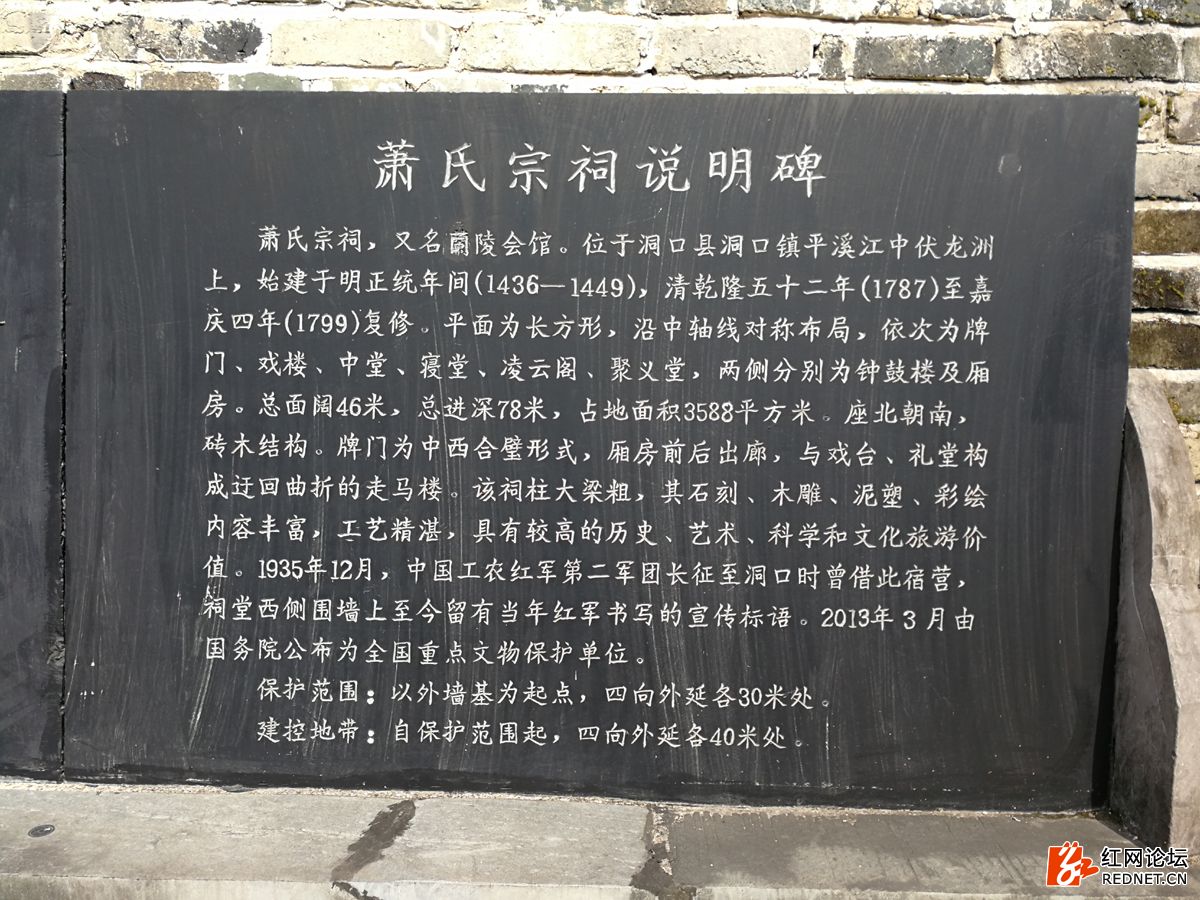 萧氏宗祠说明碑
萧氏宗祠，又名蘭陵会馆。位于洞口县洞口镇平溪江中伏龙洲
上，始建于明正统年间(1436—1449)，清乾隆五十二年(1787)至嘉
庆四年(1799)复修。平面为长方形，沿中轴线对称布局，依次为牌
门、戏楼、中堂、寝堂、凌云阁、聚义堂，两侧分别为钟鼓楼及厢
房。总面阔46米，总进深78米，占地面积3588平方米。座北朝南，
砖木结构。牌门为中西合璧形式，厢房前后出廊，与戏台、礼堂构
成迂回曲折的走马楼。该祠柱大梁粗，其石刻、木雕、泥塑、彩绘
内容丰富，工艺精湛，具有较高的历史、艺术、科学和文化旅游价
值。1935年12月，中国工农红军第二军团长征至洞口时曾借此宿营，
祠堂西侧围墙上至今留有当年红军书写的宣传标语。2013年3月由
国务院公布为全国重点文物保护单位。
保护范围：以外墙基为起点，四向外延各30米处。
建控地带：自保护范围起，四向外延各40米处。
红网论坛
REDNET.CN